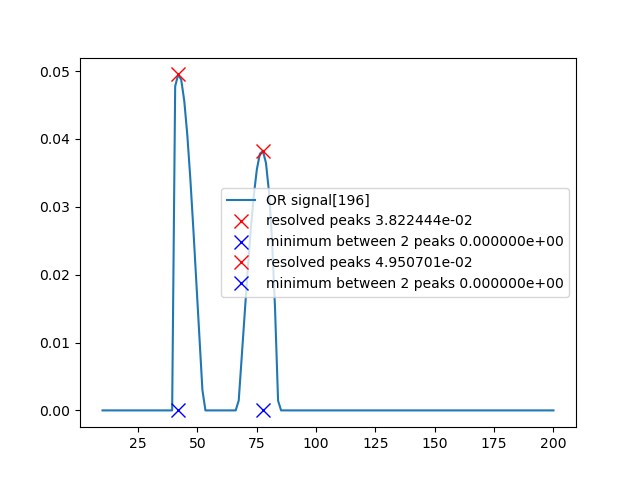 0.05
0.04
0.03
0.02
0.01
0.00
OR signal[196]
resolved peaks 3.822444e-02
minimum between 2 peaks 0.000000e+00
resolved peaks 4.950701e-02
minimum between 2 peaks 0.000000e+00
25 50 75 100 125 150 175 200